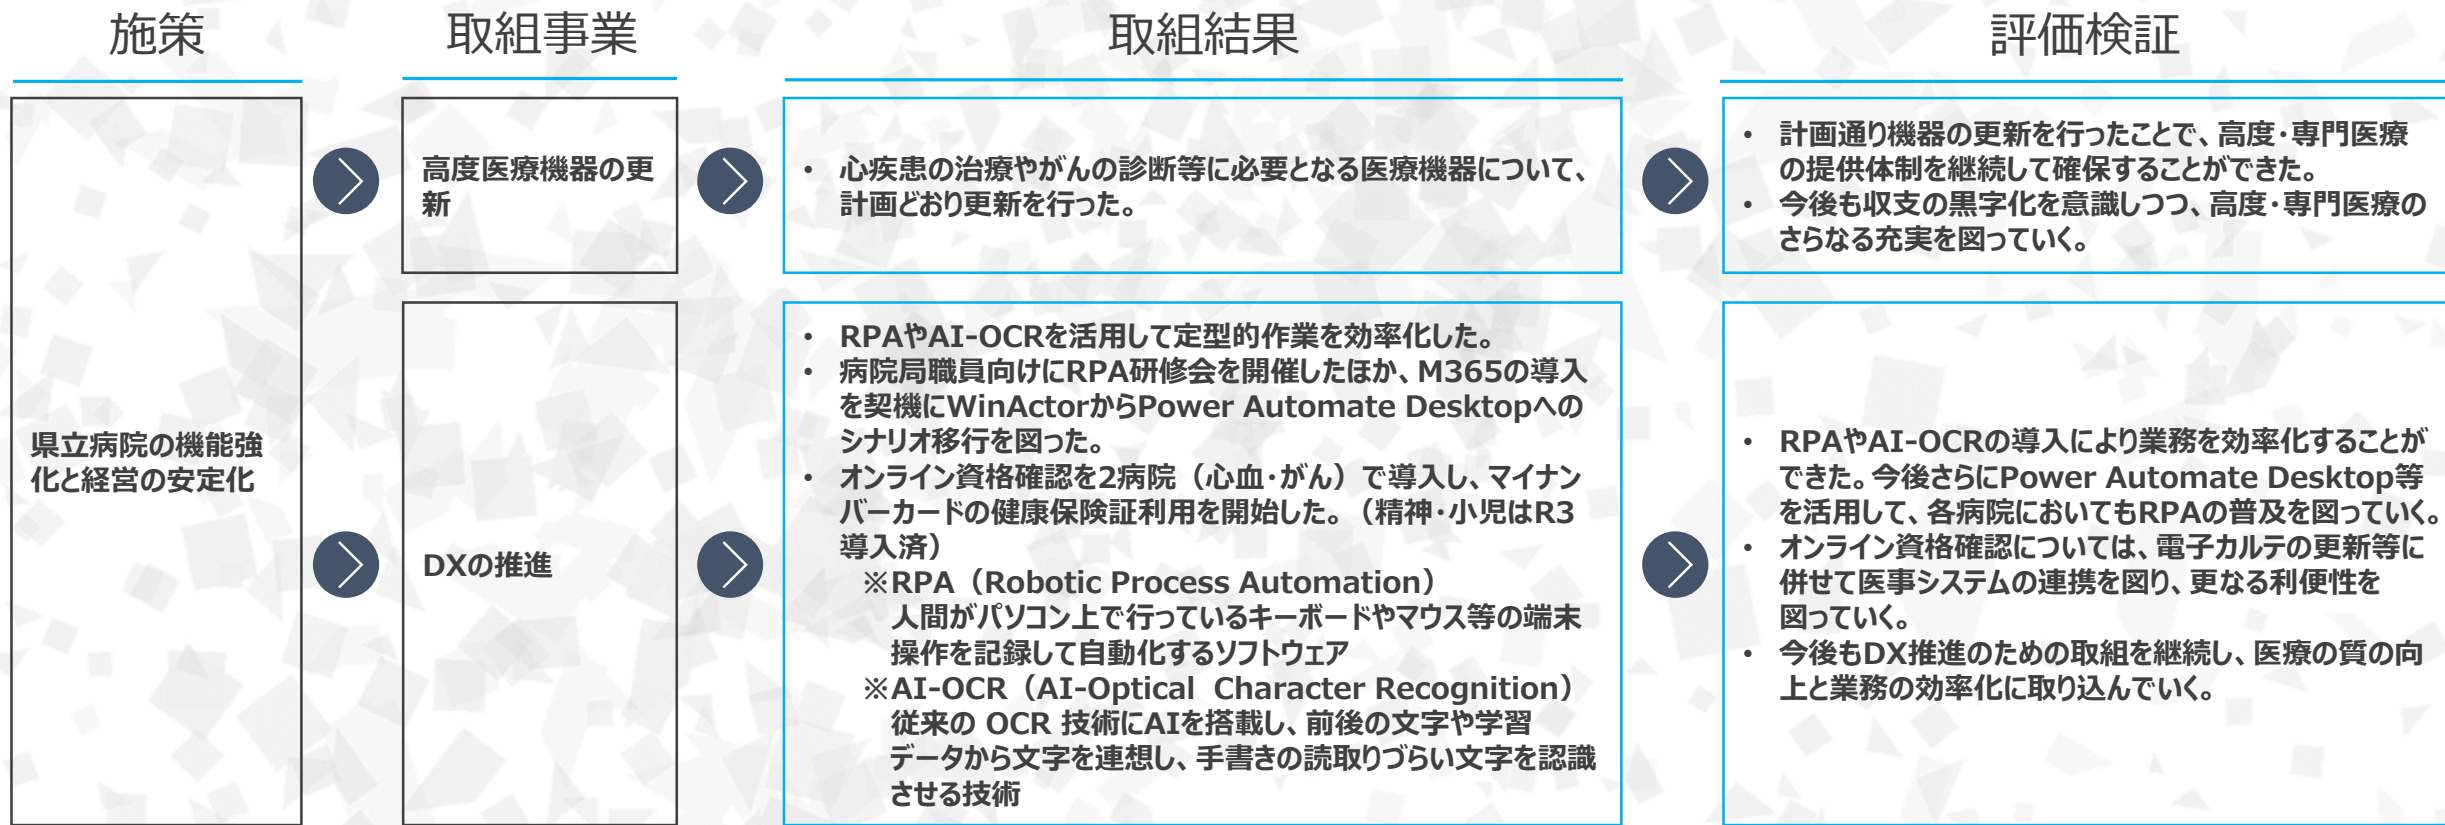 施策
取組事業
取組結果
評価検証
県立病院の機能強
化と経営の安定化
高度医療機器の更
新
• 心疾患の治療やがんの診断等に必要となる医療機器について、
計画どおり更新を行った。
• 計画通り機器の更新を行ったことで、高度・専門医療
の提供体制を継続して確保することができた。
• 今後も収支の黒字化を意識しつつ、高度・専門医療の
さらなる充実を図っていく。
DXの推進
• RPAやAI-OCRを活用して定型的作業を効率化した。
• 病院局職員向けにRPA研修会を開催したほか、M365の導入
を契機にWinActorからPower Automate Desktopへの
シナリオ移行を図った。
• オンライン資格確認を2病院（心血・がん）で導入し、マイナン
バーカードの健康保険証利用を開始した。（精神・小児はR3
導入済）
※RPA（Robotic Process Automation）
人間がパソコン上で行っているキーボードやマウス等の端末
操作を記録して自動化するソフトウェア
※AI-OCR（AI-Optical Character Recognition）
従来の OCR 技術にAIを搭載し、前後の文字や学習
データから文字を連想し、手書きの読取りづらい文字を認識
させる技術
• RPAやAI-OCRの導入により業務を効率化することが
できた。今後さらにPower Automate Desktop等
を活用して、各病院においてもRPAの普及を図っていく。
• オンライン資格確認については、電子カルテの更新等に
併せて医事システムの連携を図り、更なる利便性を
図っていく。
• 今後もDX推進のための取組を継続し、医療の質の向
上と業務の効率化に取り込んでいく。